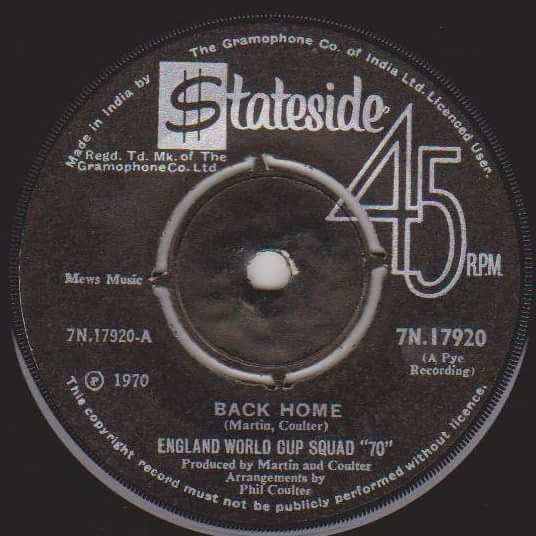 Made in India by The Gramophone Co. of India Ltd. Licenced User.
$tateside
45
RPM
Regd. Td. Mk. of The
Gramophone Co. Ltd
Mews Music
7N.17920-A
7N.17920
(A Pye
Recording)
℗ 1970
BACK HOME
(Martin, Coulter)
ENGLAND WORLD CUP SQUAD "70"
Produced by Martin and Coulter
Arrangements by
Phil Coulter
This copyright record must not be publicly performed without licence.